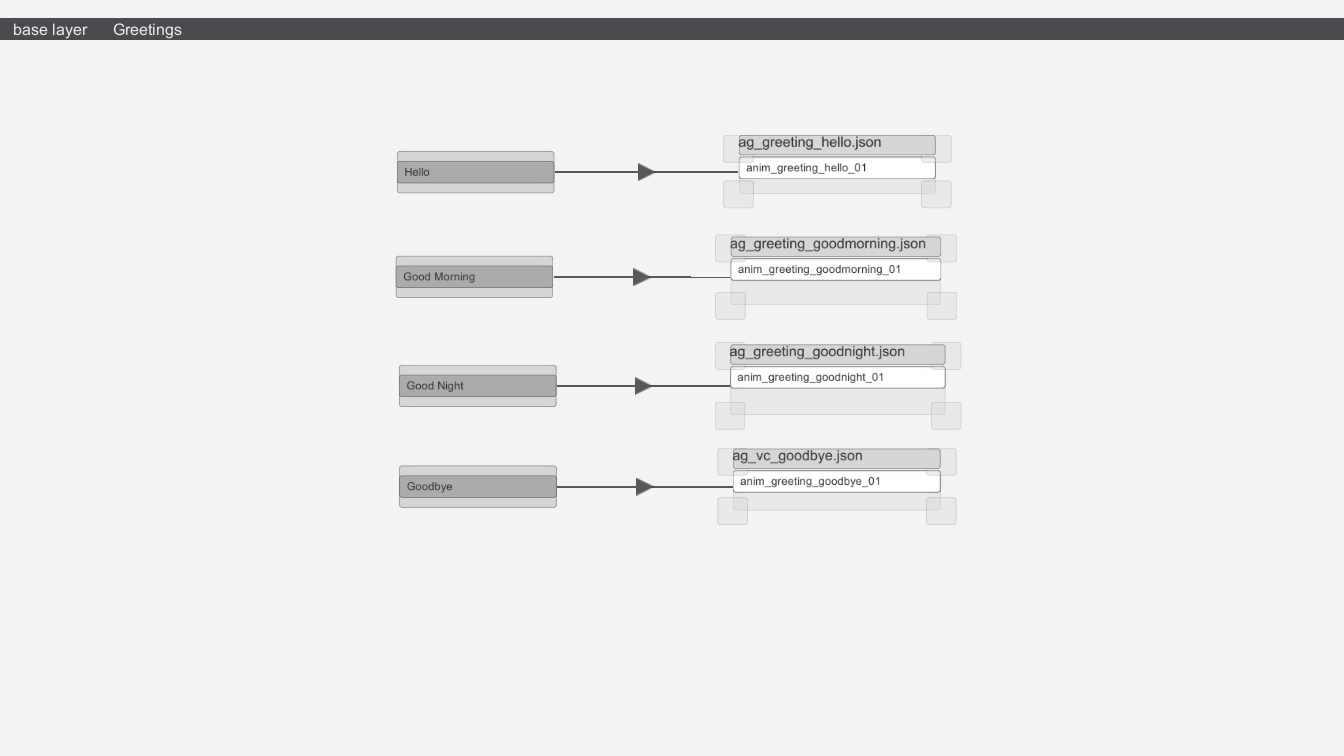 base layer Greetings
Hello
ag_greeting_hello.json
anim_greeting_hello_01
Good Morning
ag_greeting_goodmorning.json
anim_greeting_goodmorning_01
Good Night
ag_greeting_goodnight.json
anim_greeting_goodnight_01
Goodbye
ag_vc_goodbye.json
anim_greeting_goodbye_01